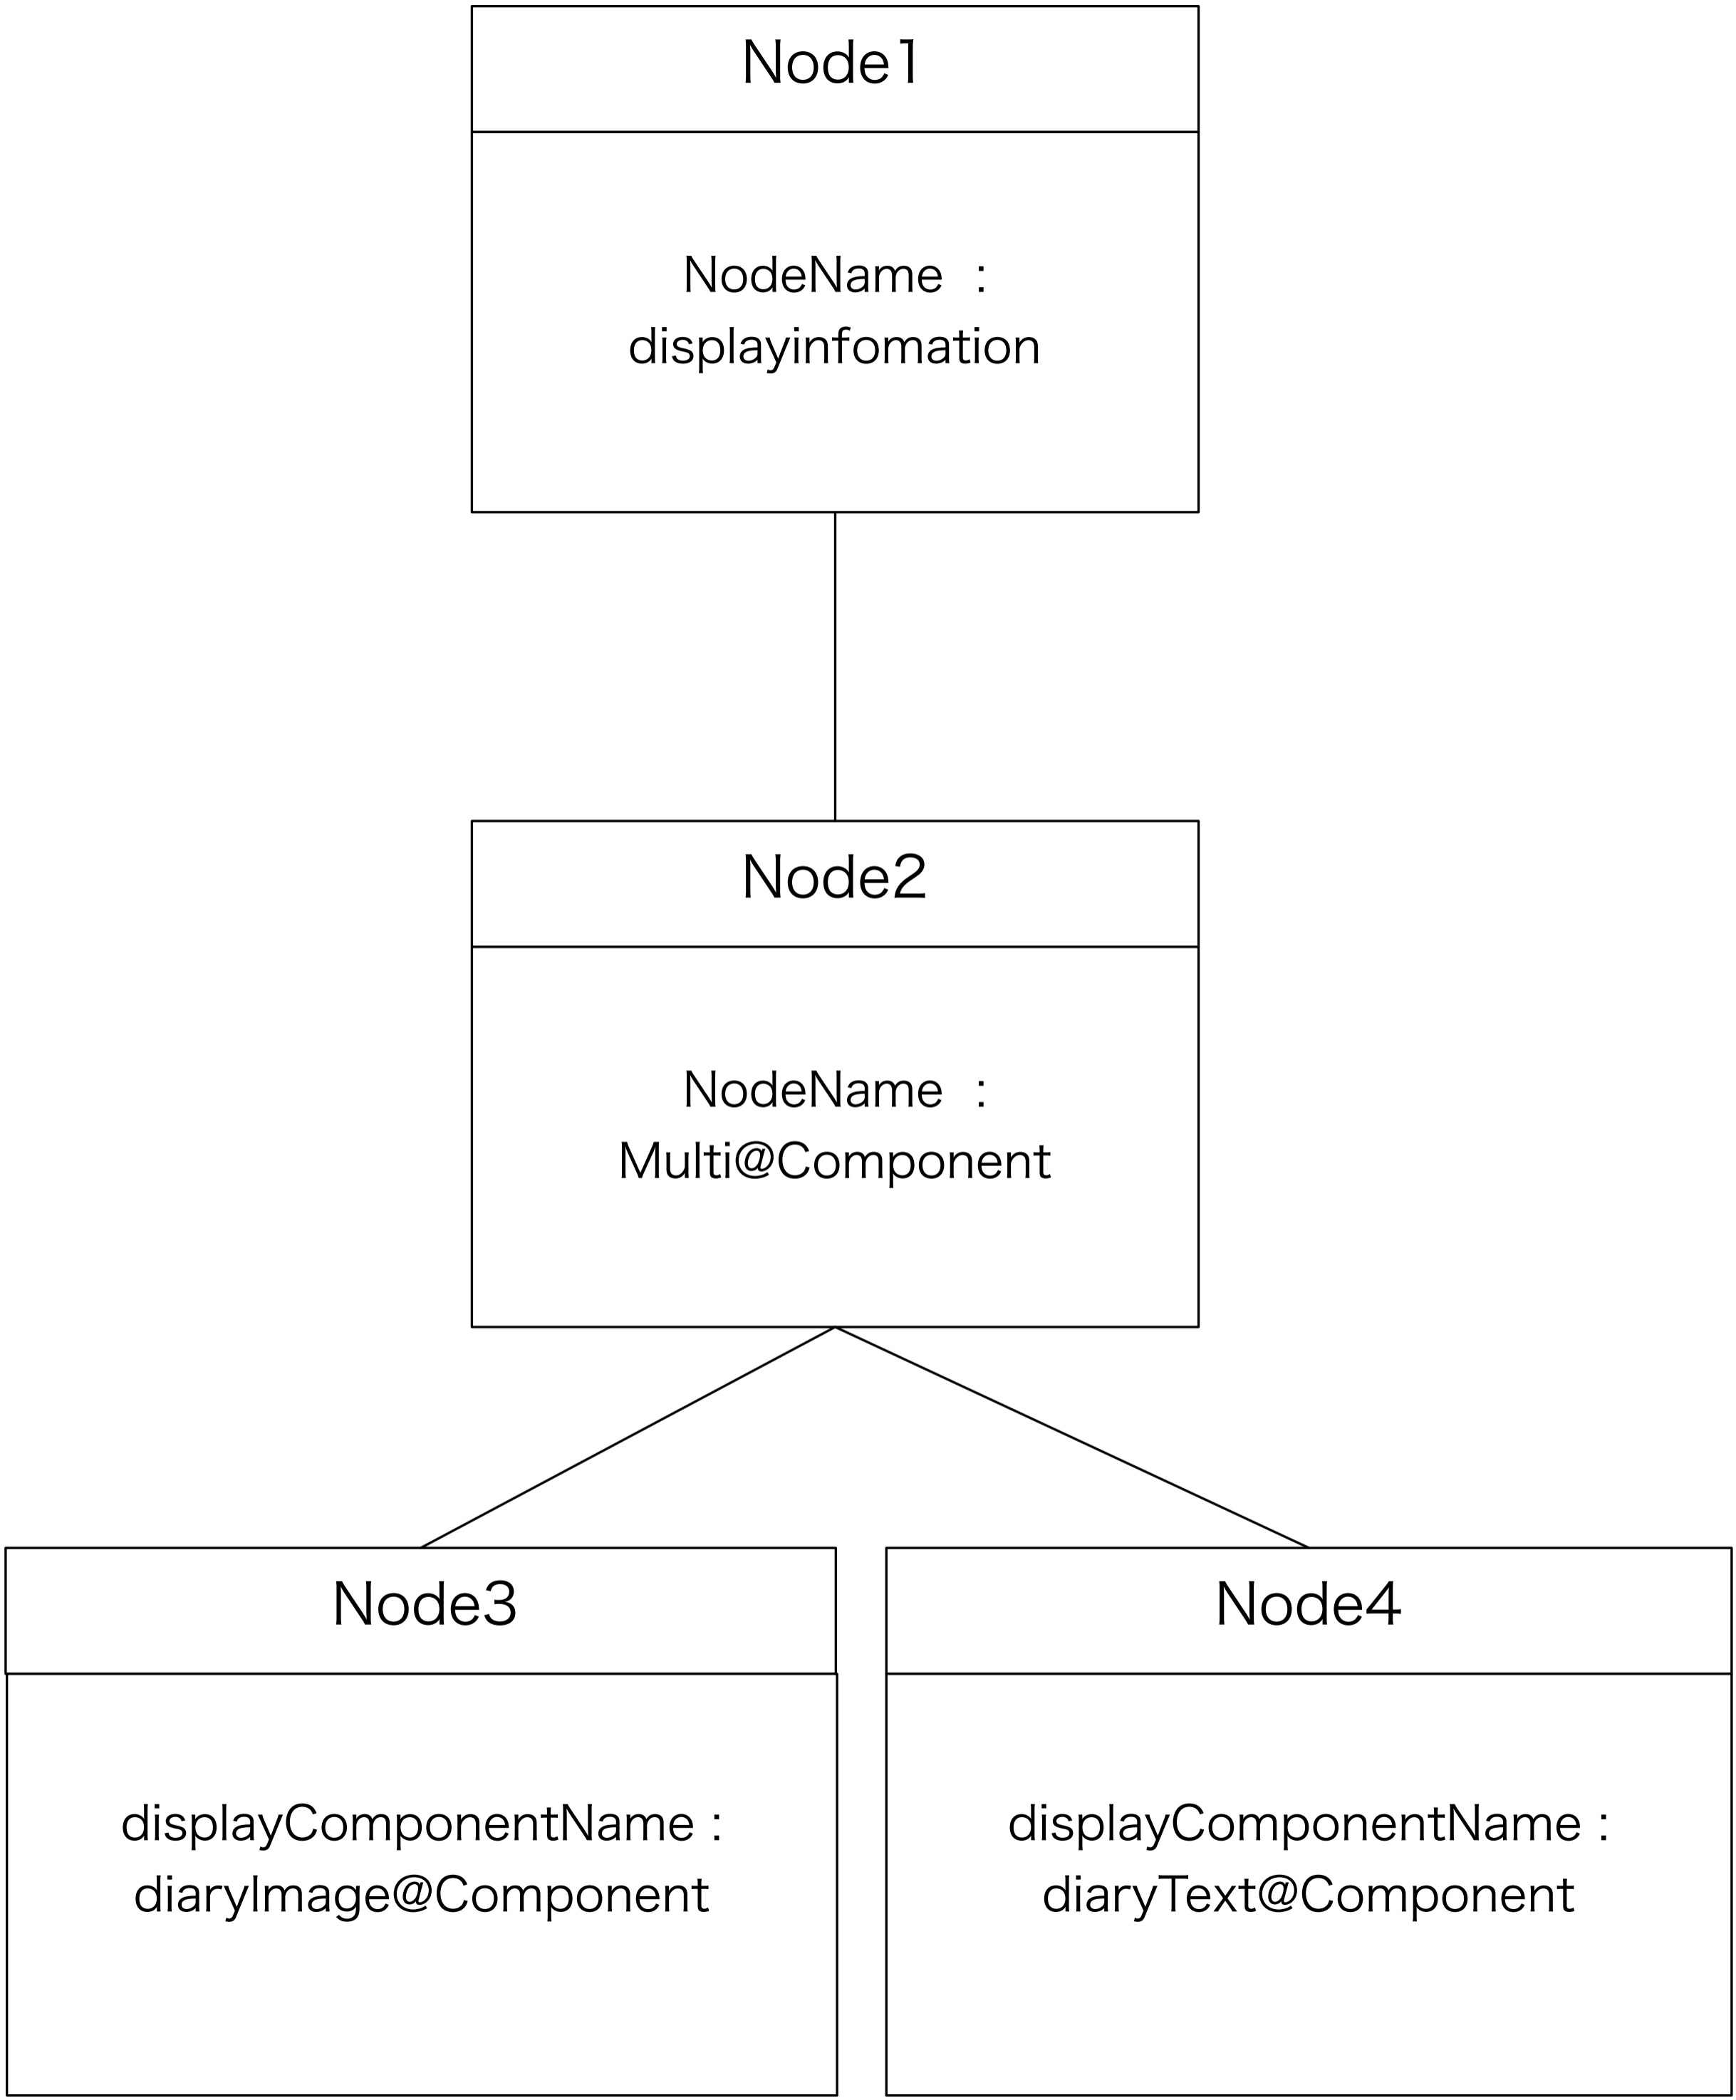 Node1
NodeName :
displayinfomation
Node2
NodeName :
Multi@Component
Node3
displayComponentName :
diaryImage@Component
Node4
displayComponentName :
diaryText@Component